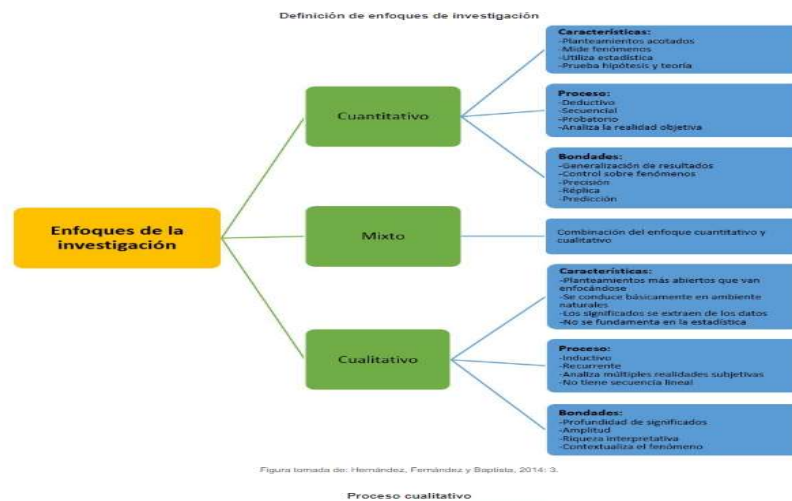 Definición de enfoques de investigación
Características:
-Planteamientos acotados
-Mide fenómenos
-Utiliza estadística
-Prueba hipótesis y teoría
Cuantitativo
Proceso:
-Deductivo
-Secuencial
-Probatorio
-Analiza la realidad objetiva
Bondades:
-Generalización de resultados
-Control sobre fenómenos
-Precisión
-Réplica
-Predicción
Enfoques de la
investigación
Mixto
Combinación del enfoque cuantitativo y
cualitativo
Características:
-Planteamientos más abiertos que van
enfocándose
-Se conduce básicamente en ambiente
naturales
-Los significados se extraen de los datos
-No se fundamenta en la estadística
Cualitativo
Proceso:
-Inductivo
-Recurrente
-Analiza múltiples realidades subjetivas
-No tiene secuencia lineal
Bondades:
-Profundidad de significados
-Amplitud
-Riqueza interpretativa
-Contextualiza el fenómeno
Figura tomada de: Hernández, Fernández y Baptista, 2014: 3.
Proceso cualitativo